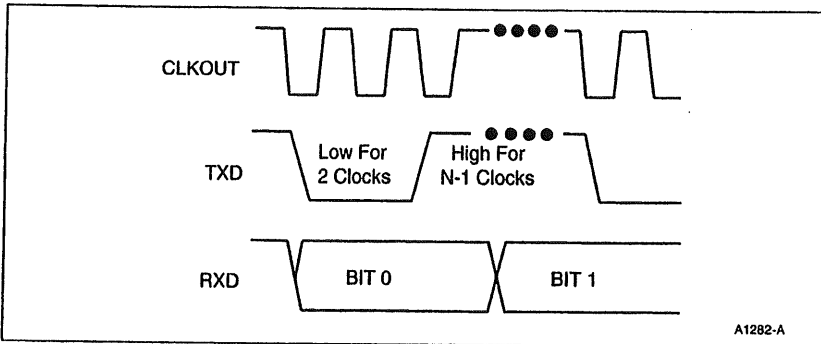 CLKOUT
TXD
Low For
2 Clocks
High For
N-1 Clocks
RXD
BIT 0
BIT 1
A1282-A